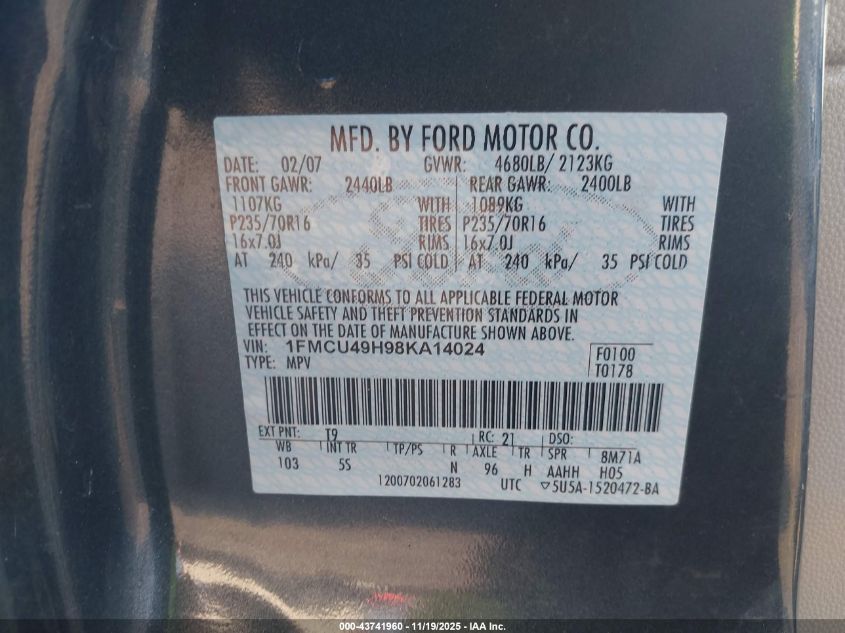 MFD. BY FORD MOTOR CO.
DATE: 02/07 GVWR: 4680LB/ 2123KG
FRONT GAWR: 2440LB REAR GAWR: 2400LB
1107KG WITH 1089KG WITH
P235/70R16 TIRES P235/70R16 TIRES
16x7.0J RIMS 16x7.0J RIMS
AT 240 kPa/ 35 PSI COLD AT 240 kPa/ 35 PSI COLD
THIS VEHICLE CONFORMS TO ALL APPLICABLE FEDERAL MOTOR
VEHICLE SAFETY AND THEFT PREVENTION STANDARDS IN
EFFECT ON THE DATE OF MANUFACTURE SHOWN ABOVE.
VIN: 1FMCU49H98KA14024 F0100
TYPE: MPV T0178
EXT PNT: T9 RC: 21 DSO:
WB INT TR TP/PS R AXLE TR SPR 8M71A
103 5S N 96 H AAHH H05
1200702061283 UTC ▽5U5A-1520472-BA
000-43741960 - 11/19/2025 - IAA Inc.